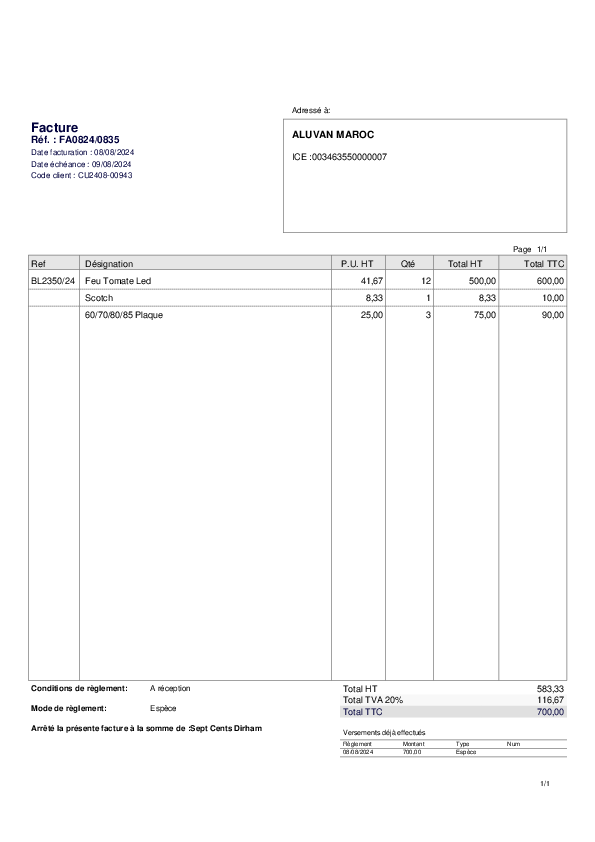 Adressé à:
Facture
Réf. : FA0824/0835
Date facturation : 08/08/2024
Date échéance : 09/08/2024
Code client : CU2408-00943
ALUVAN MAROC
ICE :003463550000007
Page 1/1
Ref Désignation P.U. HT Qté Total HT Total TTC
BL2350/24 Feu Tomate Led 41,67 12 500,00 600,00
Scotch 8,33 1 8,33 10,00
60/70/80/85 Plaque 25,00 3 75,00 90,00
Conditions de règlement: A réception
Mode de règlement: Espèce
Arrêté la présente facture à la somme de :Sept Cents Dirham
Total HT 583,33
Total TVA 20% 116,67
Total TTC 700,00
Versements déjà effectués
Règlement Montant Type Num
08/08/2024 700,00 Espèce
1/1